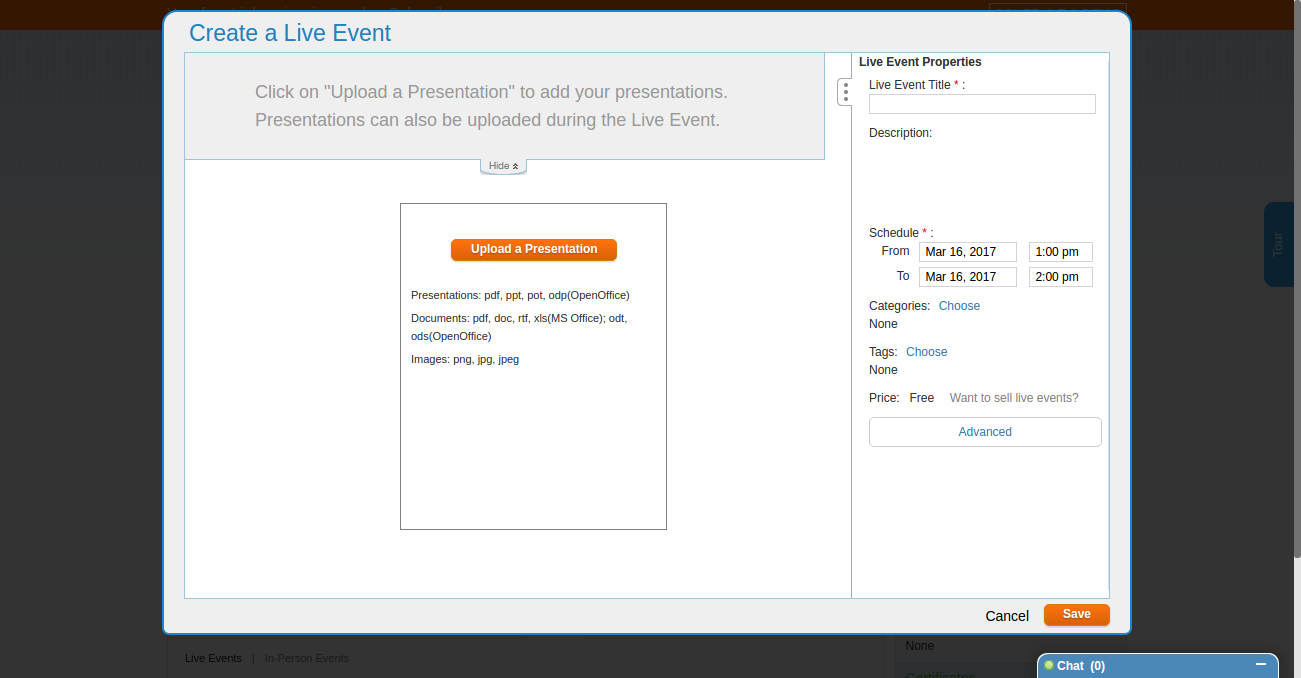 Create a Live Event
Click on "Upload a Presentation" to add your presentations.
Presentations can also be uploaded during the Live Event.
Hide
Upload a Presentation
Presentations: pdf, ppt, pot, odp(OpenOffice)
Documents: pdf, doc, rtf, xls(MS Office); odt,
ods(OpenOffice)
Images: png, jpg, jpeg
Live Event Properties
Live Event Title * :
Description:
Schedule * :
From Mar 16, 2017 1:00 pm
To Mar 16, 2017 2:00 pm
Categories: Choose
None
Tags: Choose
None
Price: Free Want to sell live events?
Advanced
Cancel Save
Tour
Live Events | In-Person Events
None
Certificates
Chat (0)